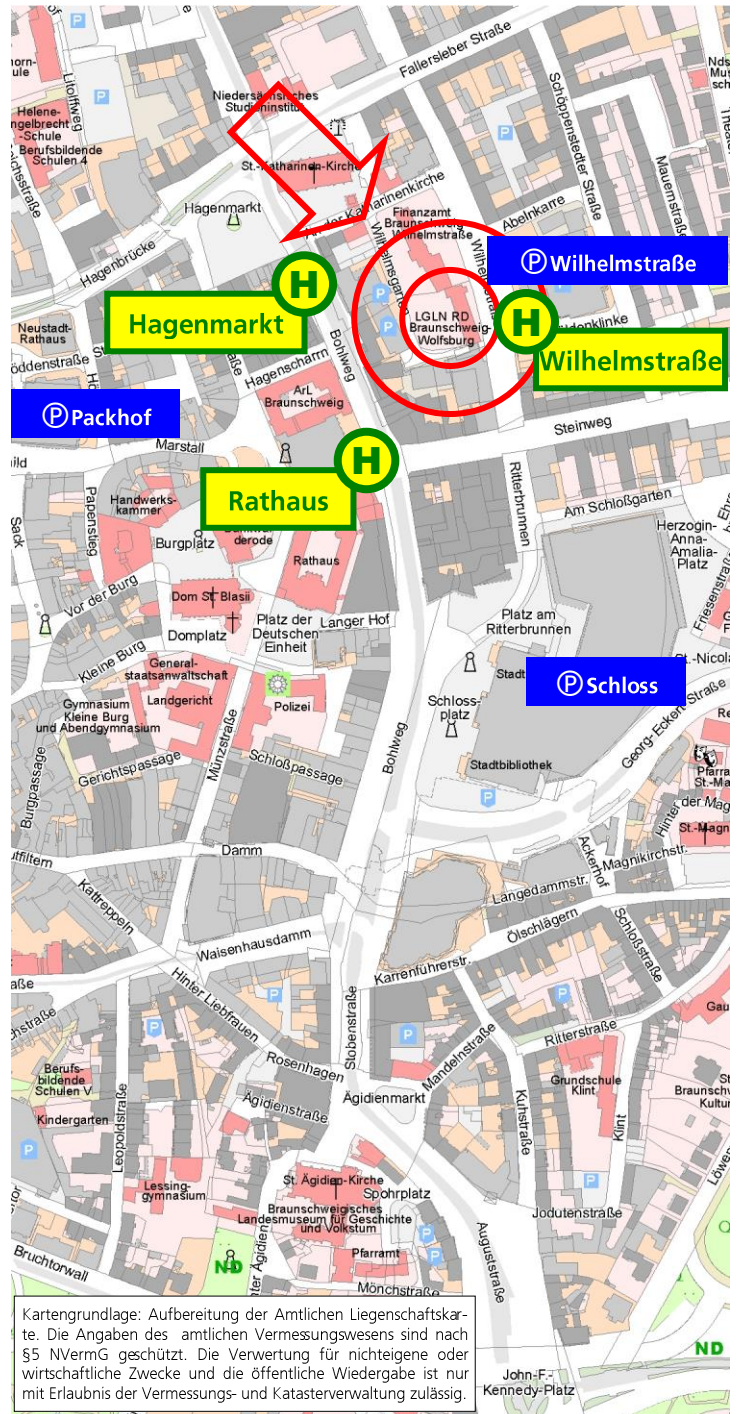 Fallersleber Straße
Litolffweg
Niedersächsisches
Studieninstitut
Helene-
Engelbrecht
-Schule
Berufsbildende
Schulen 4
Schöppenstedter Straße
Mauernstraße
St.-Katharinen-Kirche
Hagenmarkt
An der Katharinenkirche
Finanzamt
Braunschweig-
Wilhelmstraße
Abelnkarre
Hagenbrücke
Wilhelmsgarten
Ⓟ Wilhelmstraße
H
Hagenmarkt
LGLN RD
Braunschweig-
Wolfsburg
H
Wilhelmstraße
Neustadt-
Rathaus
Bohlweg
Hagenscharrn
ArL
Braunschweig
Ⓟ Packhof
Steinweg
Marstall
H
Rathaus
Ritterbrunnen
Am Schloßgarten
Handwerks-
kammer
Papenstieg
Sack
Burgplatz
derode
Rathaus
Herzogin-
Anna-
Amalia-
Platz
Friesenstraße
Vor der Burg
Dom St. Blasii
Platz der
Deutschen
Einheit
Langer Hof
Platz am
Ritterbrunnen
Domplatz
Kleine Burg
General-
staatsanwaltschaft
Landgericht
Polizei
Ⓟ Schloss
Schloss-
platz
Gymnasium
Kleine Burg
und Abendgymnasium
Münzstraße
Bohlweg
Georg-Eckert-Straße
Gerichtspassage
Schloßpassage
Stadtbibliothek
Burgpassage
Damm
Ackerhof
Magnikirchstr.
Langedammstr.
Kattreppeln
Ölschlägern
Schloßstraße
Waisenhausdamm
Karrenführerstr.
Hinter Liebfrauen
Stobenstraße
Ritterstraße
Rosenhagen
Mandelnstraße
Berufs-
bildende
Schulen V
Grundschule
Klint
Ägidienstraße
Ägidienmarkt
Kuhstraße
Klint
Kindergarten
Leopoldstraße
Lessing-
gymnasium
St. Ägidien-Kirche
Spohrplatz
Braunschweigisches
Landesmuseum für Geschichte
und Volkstum
Jodutenstraße
Auguststraße
Pfarramt
Bruchtorwall
ND
Mönchstraße
ND
Kartengrundlage: Aufbereitung der Amtlichen Liegenschaftskar-
te. Die Angaben des amtlichen Vermessungswesens sind nach
§5 NVermG geschützt. Die Verwertung für nichteigene oder
wirtschaftliche Zwecke und die öffentliche Wiedergabe ist nur
mit Erlaubnis der Vermessungs- und Katasterverwaltung zulässig.
John-F.-
Kennedy-Platz